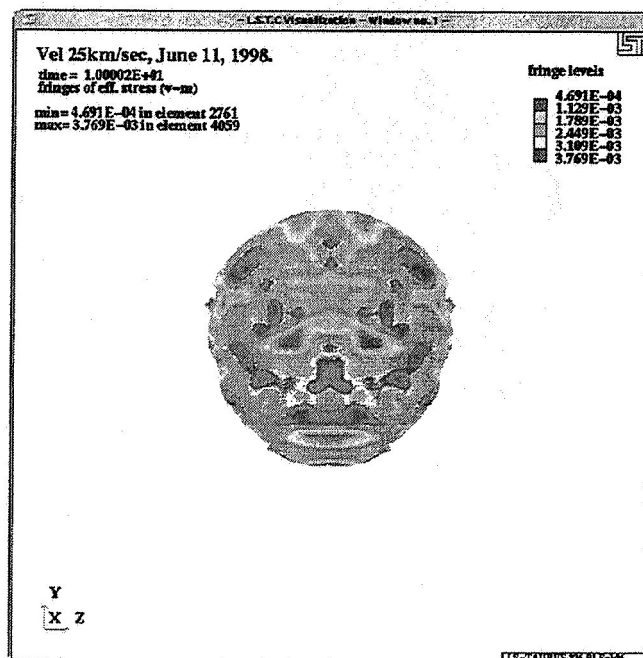 – L.S.T.C Visualization – Window no. 1 –
Vel 25km/sec, June 11, 1998.
time = 1.00002E+01
fringes of eff. stress (v–m)
min= 4.691E–04 in element 2761
max= 3.769E–03 in element 4059
fringe levels
4.691E–04
1.129E–03
1.789E–03
2.449E–03
3.109E–03
3.769E–03
Y
X Z